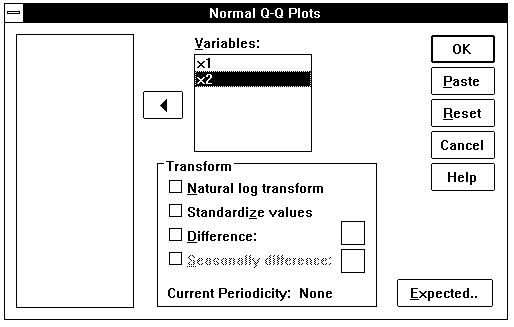 Normal Q-Q Plots
Variables:
x1
x2
OK
Paste
Reset
Cancel
Help
Transform
Natural log transform
Standardize values
Difference:
Seasonally difference:
Current Periodicity: None
Expected..